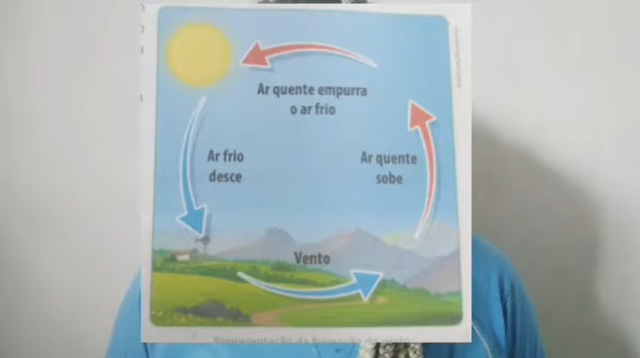 Ar quente empurra
o ar frio
Ar frio
desce
Ar quente
sobe
Vento